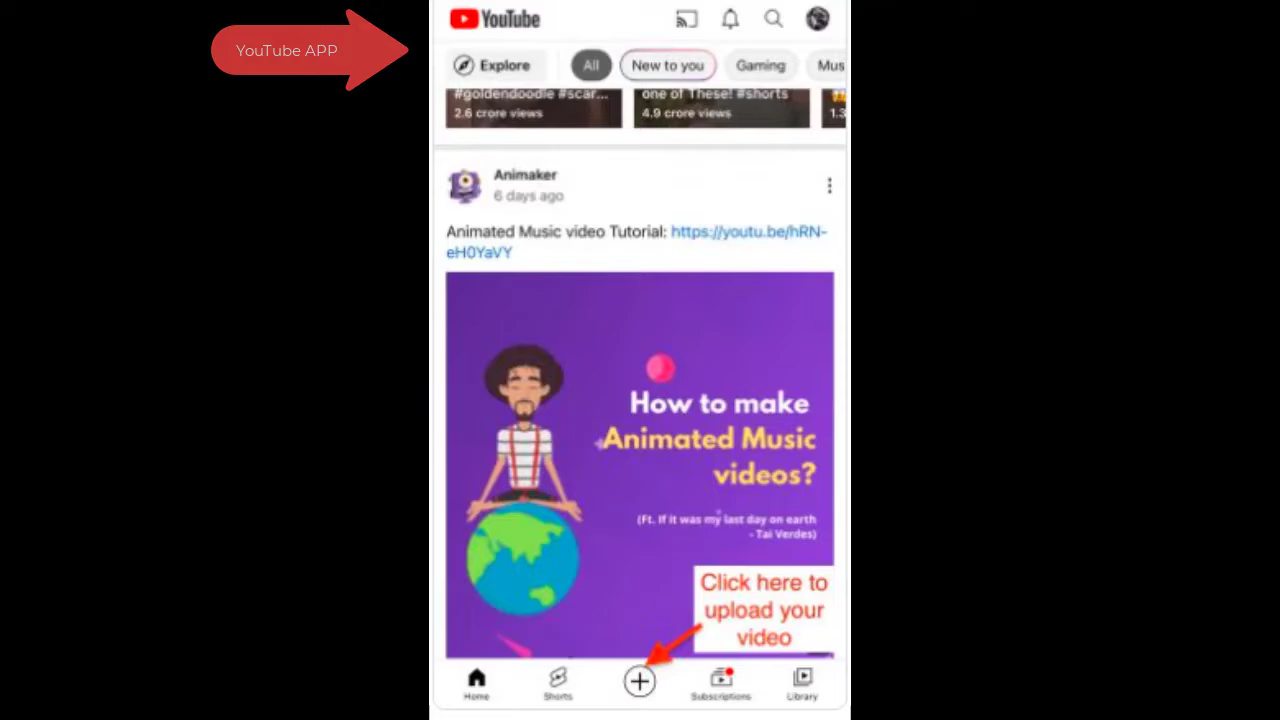 YouTube APP
YouTube
Explore
All
New to you
Gaming
Mus
#goldendoodle #scar...
2.6 crore views
one of These! #shorts
4.9 crore views
1.3
Animaker
6 days ago
Animated Music video Tutorial: https://youtu.be/hRN-
eH0YaVY
How to make
Animated Music
videos?
(Ft. If it was my last day on earth
- Tai Verdes)
Click here to
upload your
video
Home
Shorts
Subscriptions
Library